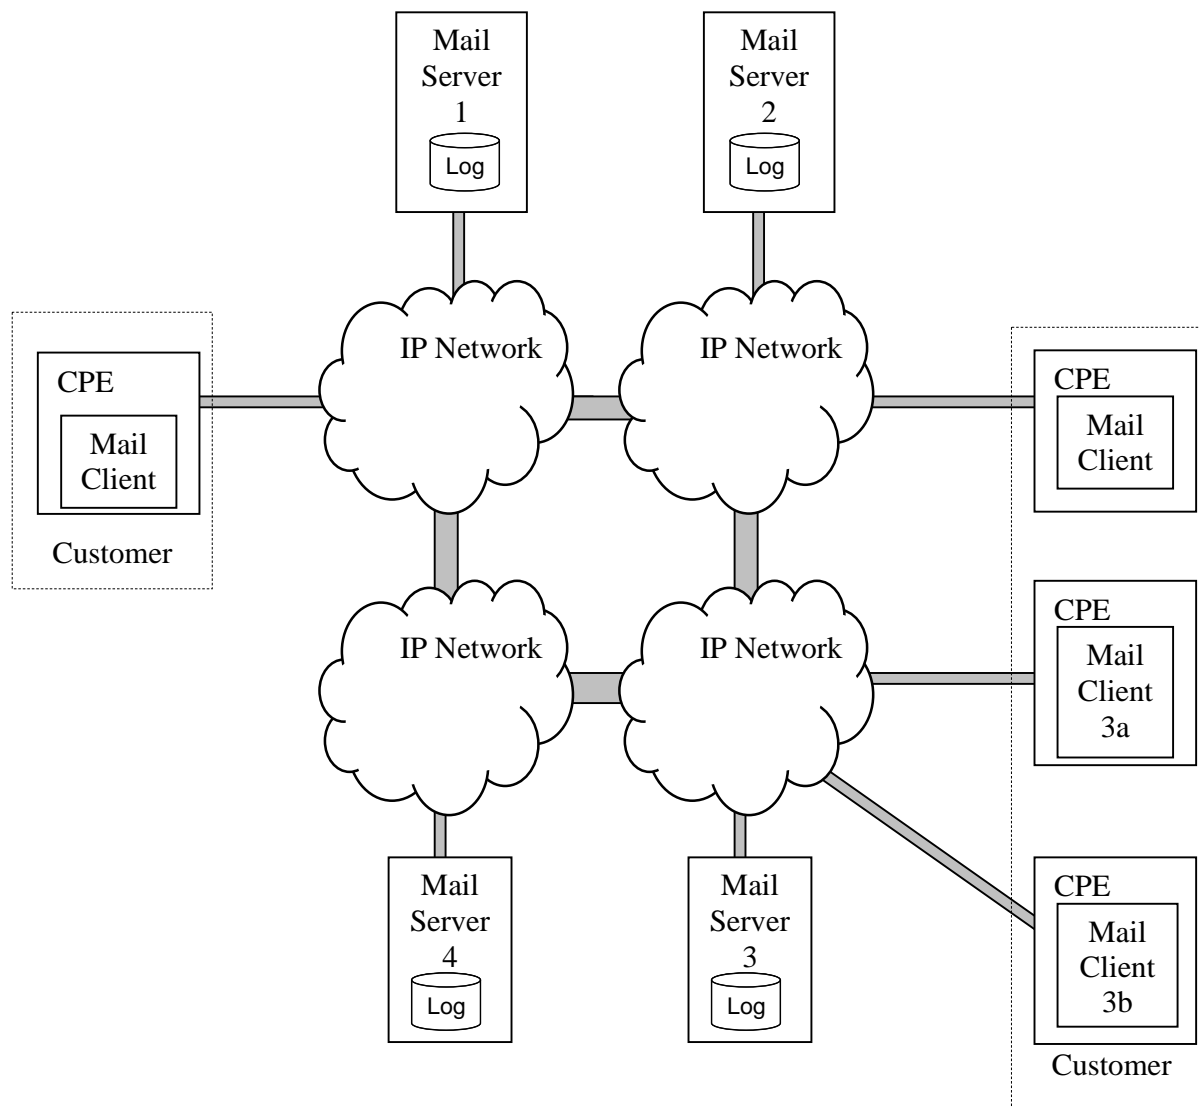 Mail
Server
1
Log
Mail
Server
2
Log
IP Network
IP Network
CPE
Mail
Client
Customer
CPE
Mail
Client
IP Network
IP Network
CPE
Mail
Client
3a
Mail
Server
4
Log
Mail
Server
3
Log
CPE
Mail
Client
3b
Customer